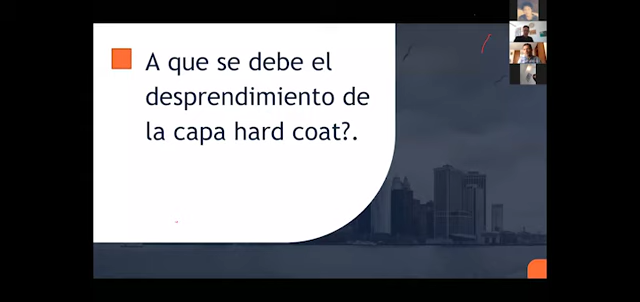 A que se debe el
desprendimiento de
la capa hard coat?.